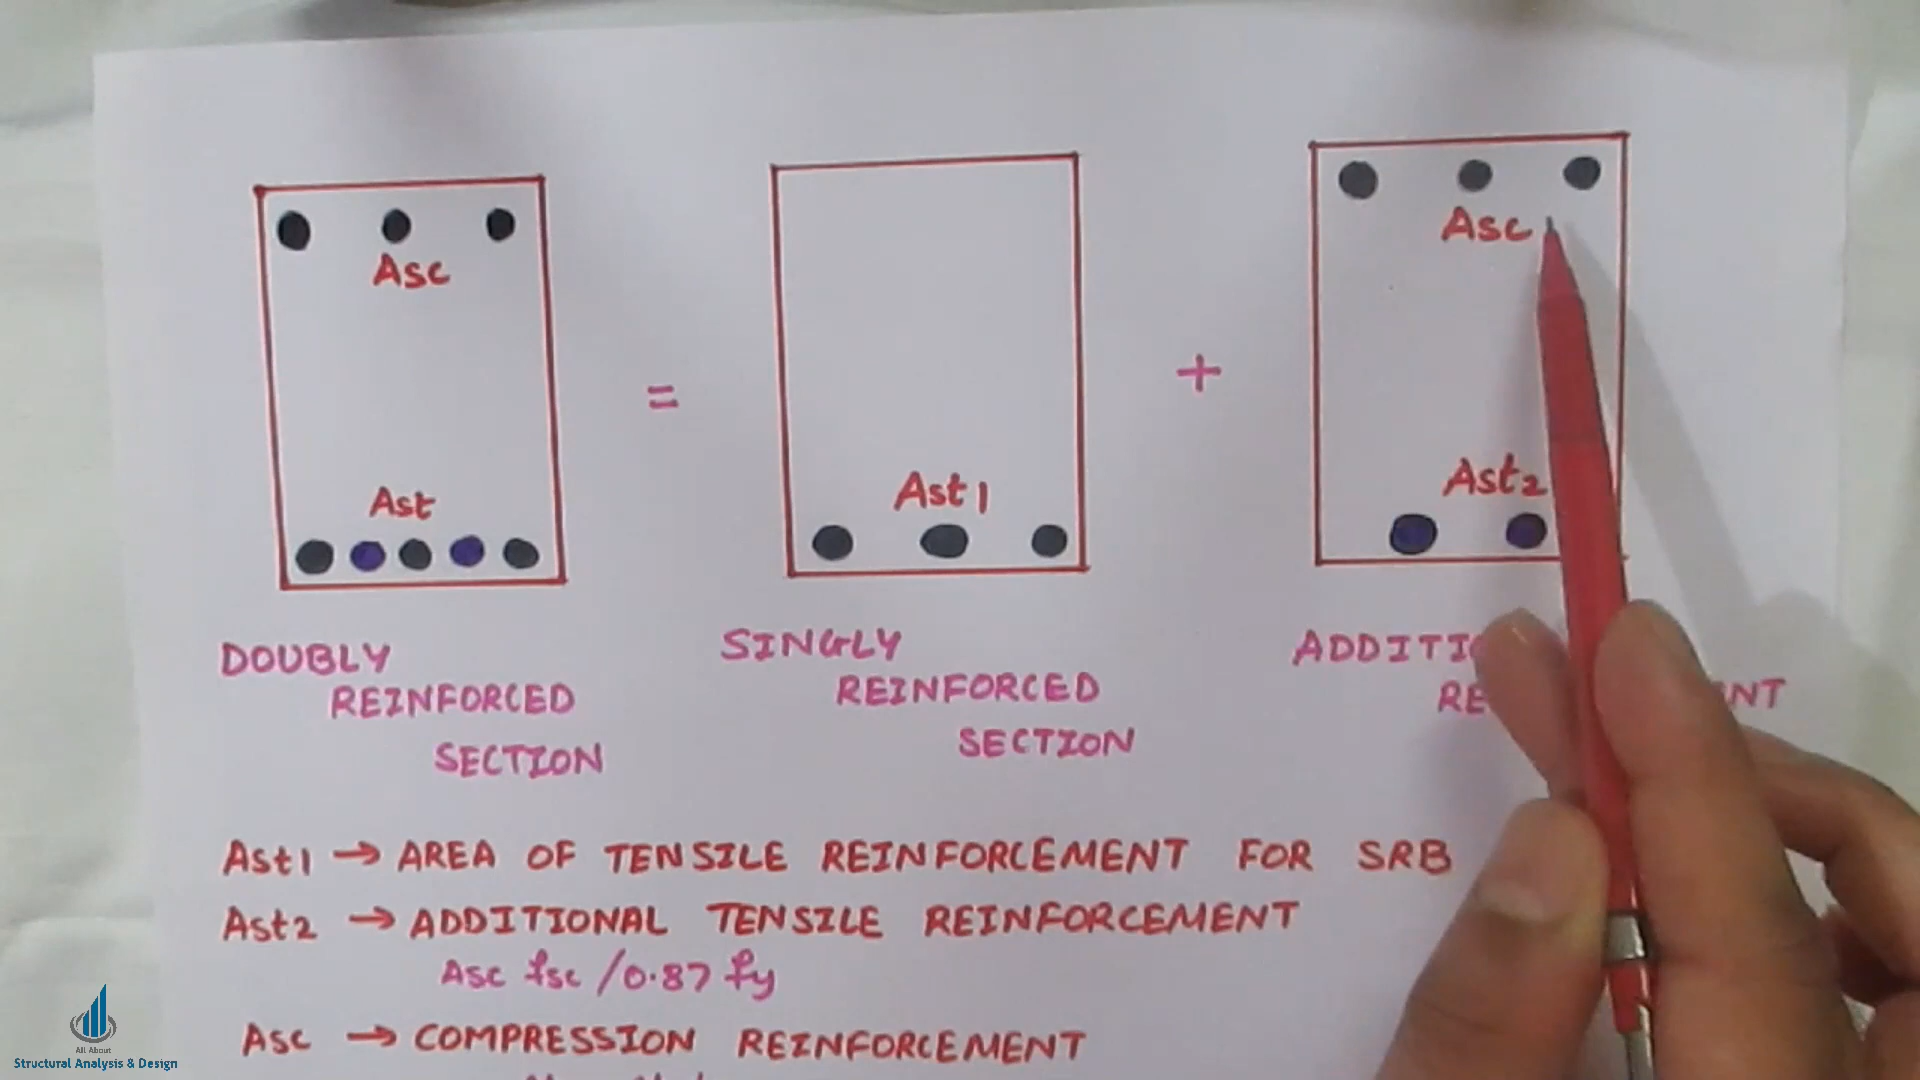 Asc
Ast
=
Ast1
+
Asc
Ast2
DOUBLY
REINFORCED
SECTION
SINGLY
REINFORCED
SECTION
Ast1 → AREA OF TENSILE REINFORCEMENT FOR SRB
Ast2 → ADDITIONAL TENSILE REINFORCEMENT
Asc fsc /0.87 fy
Asc → COMPRESSION REINFORCEMENT
All About
Structural Analysis & Design